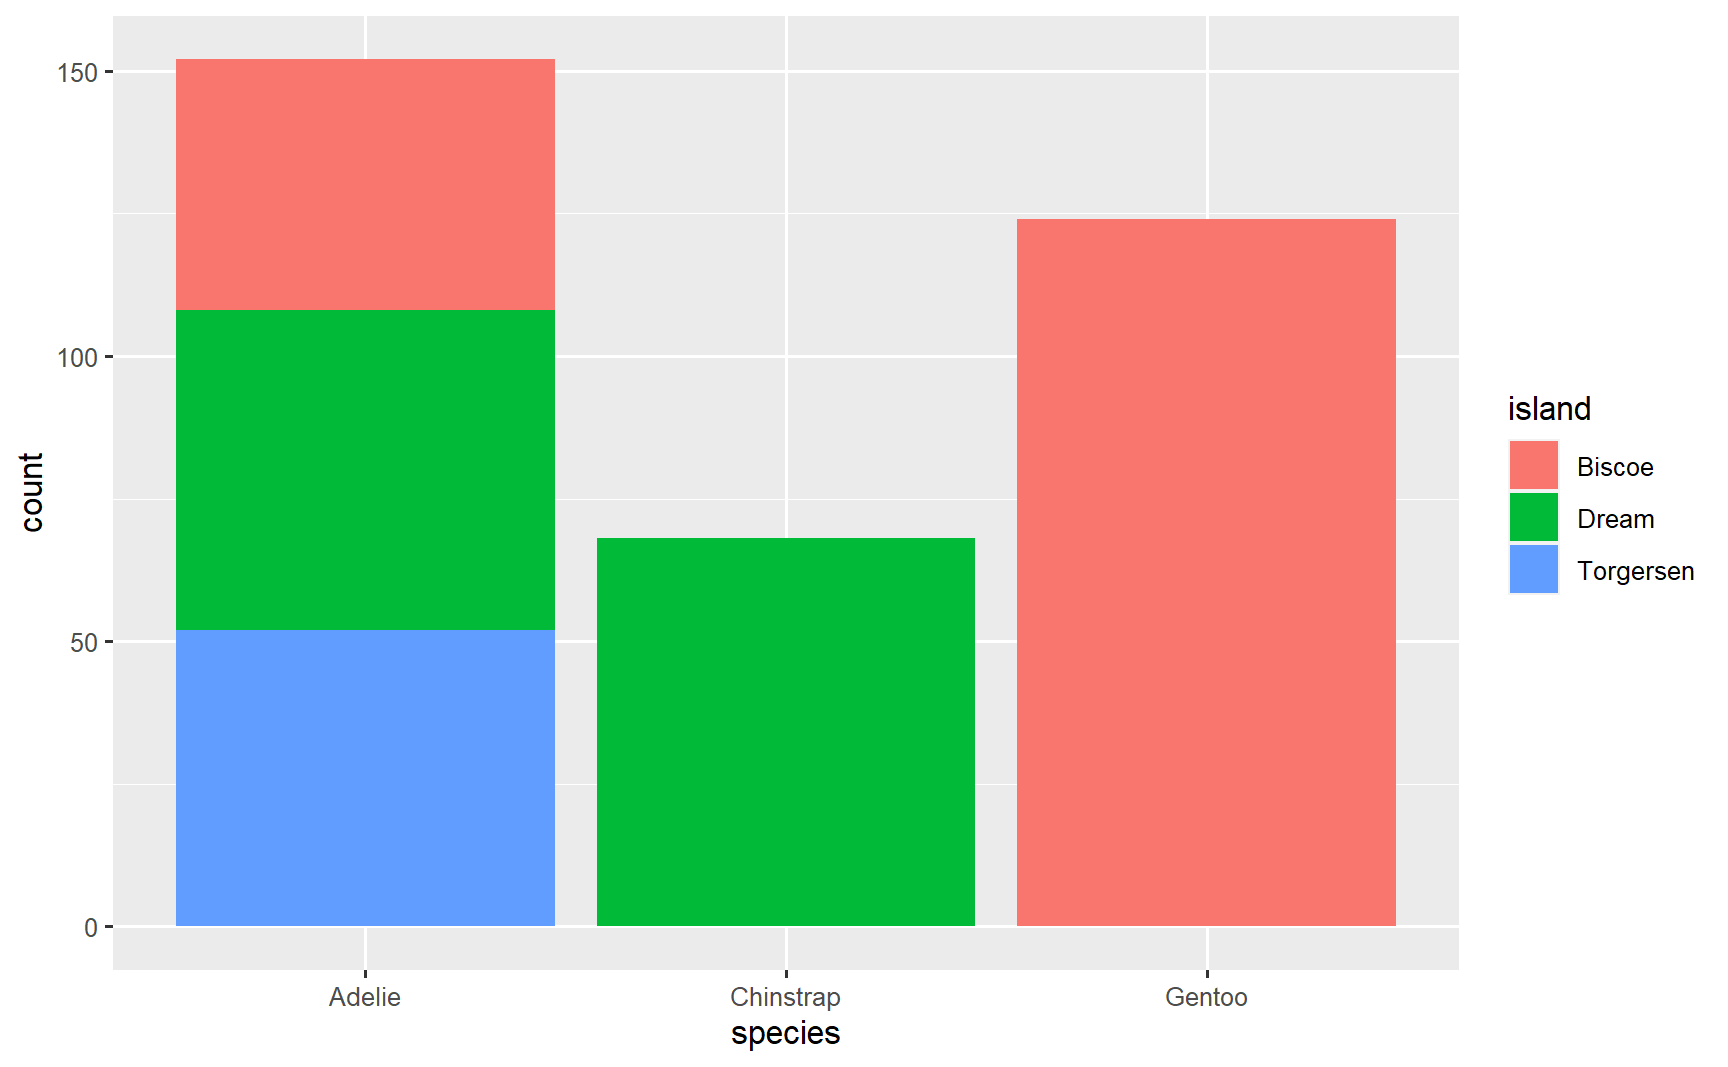 150
100
50
0
count
Adelie
Chinstrap
Gentoo
species
island
Biscoe
Dream
Torgersen